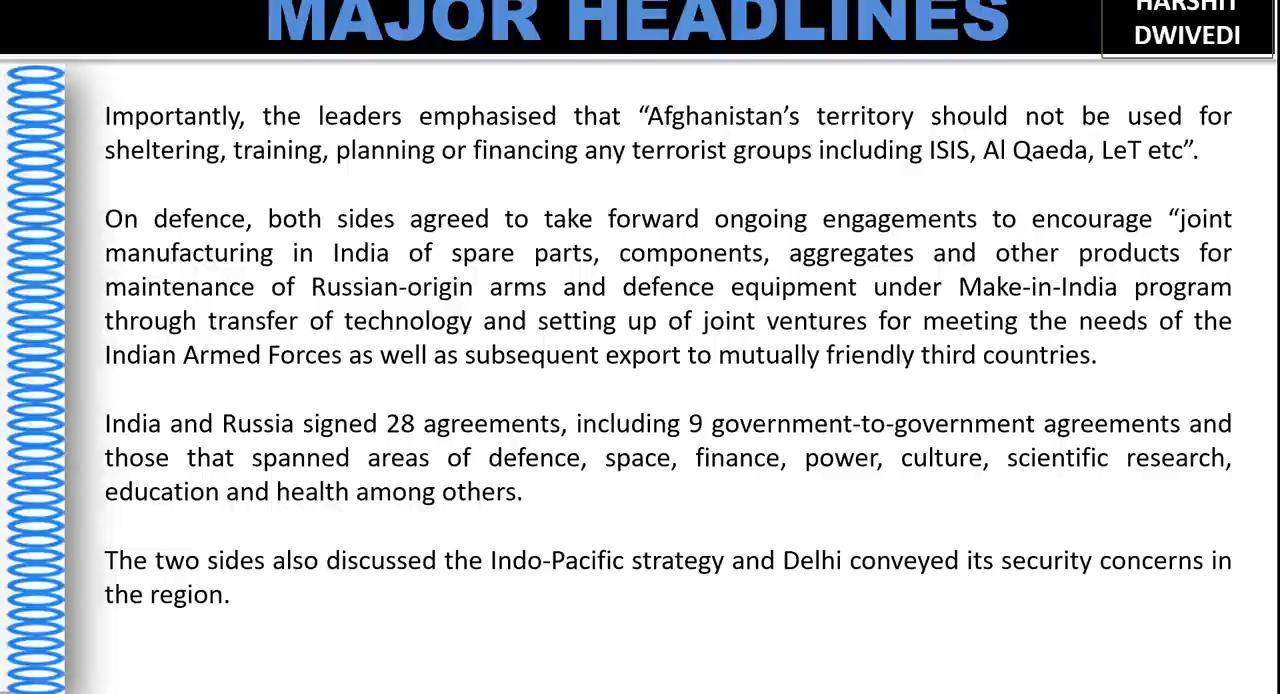 MAJOR HEADLINES
HARSHIT
DWIVEDI
Importantly, the leaders emphasised that “Afghanistan’s territory should not be used for
sheltering, training, planning or financing any terrorist groups including ISIS, Al Qaeda, LeT etc”.
On defence, both sides agreed to take forward ongoing engagements to encourage “joint
manufacturing in India of spare parts, components, aggregates and other products for
maintenance of Russian-origin arms and defence equipment under Make-in-India program
through transfer of technology and setting up of joint ventures for meeting the needs of the
Indian Armed Forces as well as subsequent export to mutually friendly third countries.
India and Russia signed 28 agreements, including 9 government-to-government agreements and
those that spanned areas of defence, space, finance, power, culture, scientific research,
education and health among others.
The two sides also discussed the Indo-Pacific strategy and Delhi conveyed its security concerns in
the region.